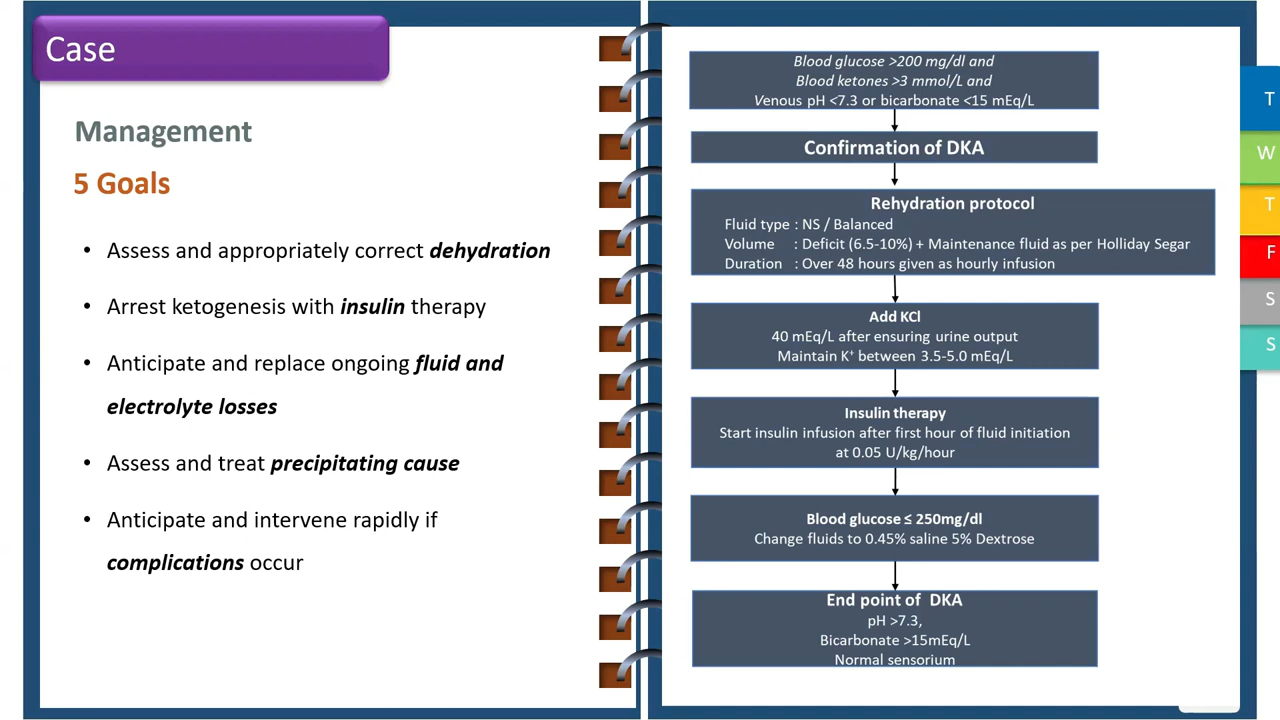 Case
Management
5 Goals
• Assess and appropriately correct dehydration
• Arrest ketogenesis with insulin therapy
• Anticipate and replace ongoing fluid and
electrolyte losses
• Assess and treat precipitating cause
• Anticipate and intervene rapidly if
complications occur
Blood glucose >200 mg/dl and
Blood ketones >3 mmol/L and
Venous pH <7.3 or bicarbonate <15 mEq/L
Confirmation of DKA
Rehydration protocol
Fluid type : NS / Balanced
Volume : Deficit (6.5-10%) + Maintenance fluid as per Holliday Segar
Duration : Over 48 hours given as hourly infusion
Add KCl
40 mEq/L after ensuring urine output
Maintain K⁺ between 3.5-5.0 mEq/L
Insulin therapy
Start insulin infusion after first hour of fluid initiation
at 0.05 U/kg/hour
Blood glucose ≤ 250mg/dl
Change fluids to 0.45% saline 5% Dextrose
End point of DKA
pH >7.3,
Bicarbonate >15mEq/L
Normal sensorium
T
W
T
F
S
S